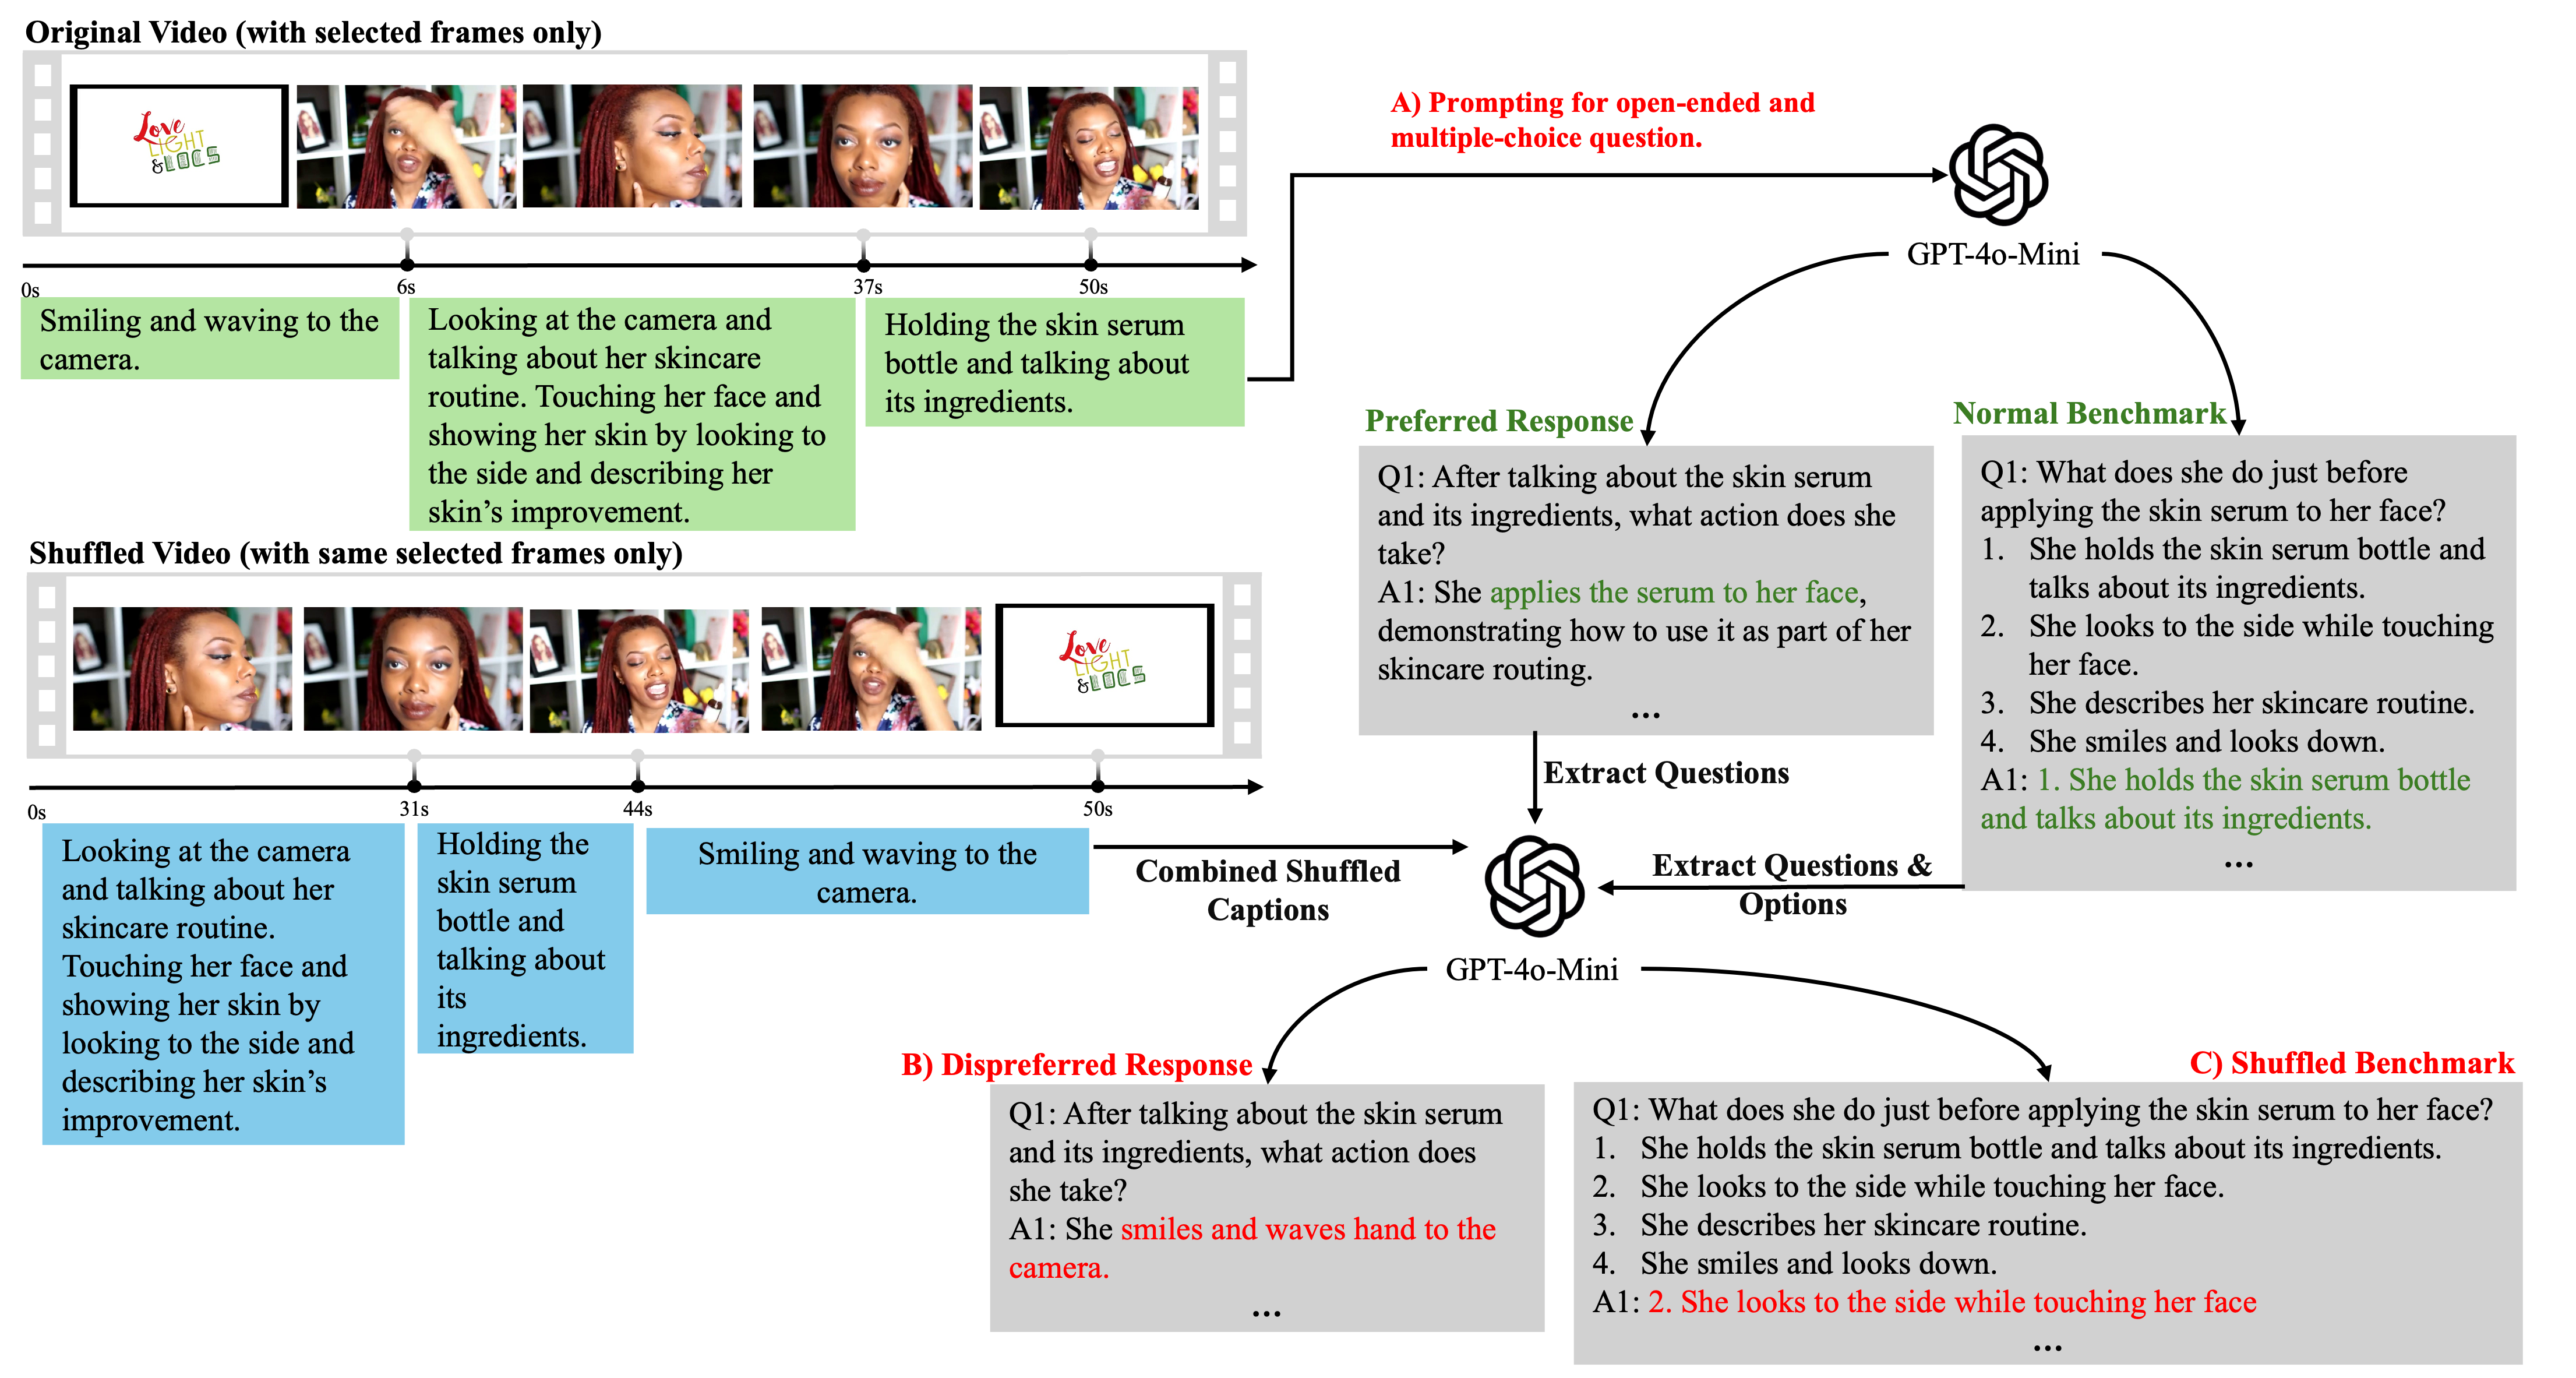 Original Video (with selected frames only)
Love
LIGHT
&LOCS
0s
6s
37s
50s
Smiling and waving to the
camera.
Looking at the camera and
talking about her skincare
routine. Touching her face and
showing her skin by looking to
the side and describing her
skin's improvement.
Holding the skin serum
bottle and talking about
its ingredients.
A) Prompting for open-ended and
multiple-choice question.
GPT-4o-Mini
Preferred Response
Q1: After talking about the skin serum
and its ingredients, what action does she
take?
A1: She applies the serum to her face,
demonstrating how to use it as part of her
skincare routing.
...
Normal Benchmark
Q1: What does she do just before
applying the skin serum to her face?
1. She holds the skin serum bottle and
talks about its ingredients.
2. She looks to the side while touching
her face.
3. She describes her skincare routine.
4. She smiles and looks down.
A1: 1. She holds the skin serum bottle
and talks about its ingredients.
...
Shuffled Video (with same selected frames only)
Love
LIGHT
&LOCS
0s
31s
44s
50s
Looking at the camera
and talking about her
skincare routine.
Touching her face and
showing her skin by
looking to the side and
describing her skin's
improvement.
Holding the
skin serum
bottle and
talking about
its
ingredients.
Smiling and waving to the
camera.
Combined Shuffled
Captions
Extract Questions
Extract Questions &
Options
GPT-4o-Mini
B) Dispreferred Response
Q1: After talking about the skin serum
and its ingredients, what action does
she take?
A1: She smiles and waves hand to the
camera.
...
C) Shuffled Benchmark
Q1: What does she do just before applying the skin serum to her face?
1. She holds the skin serum bottle and talks about its ingredients.
2. She looks to the side while touching her face.
3. She describes her skincare routine.
4. She smiles and looks down.
A1: 2. She looks to the side while touching her face
...